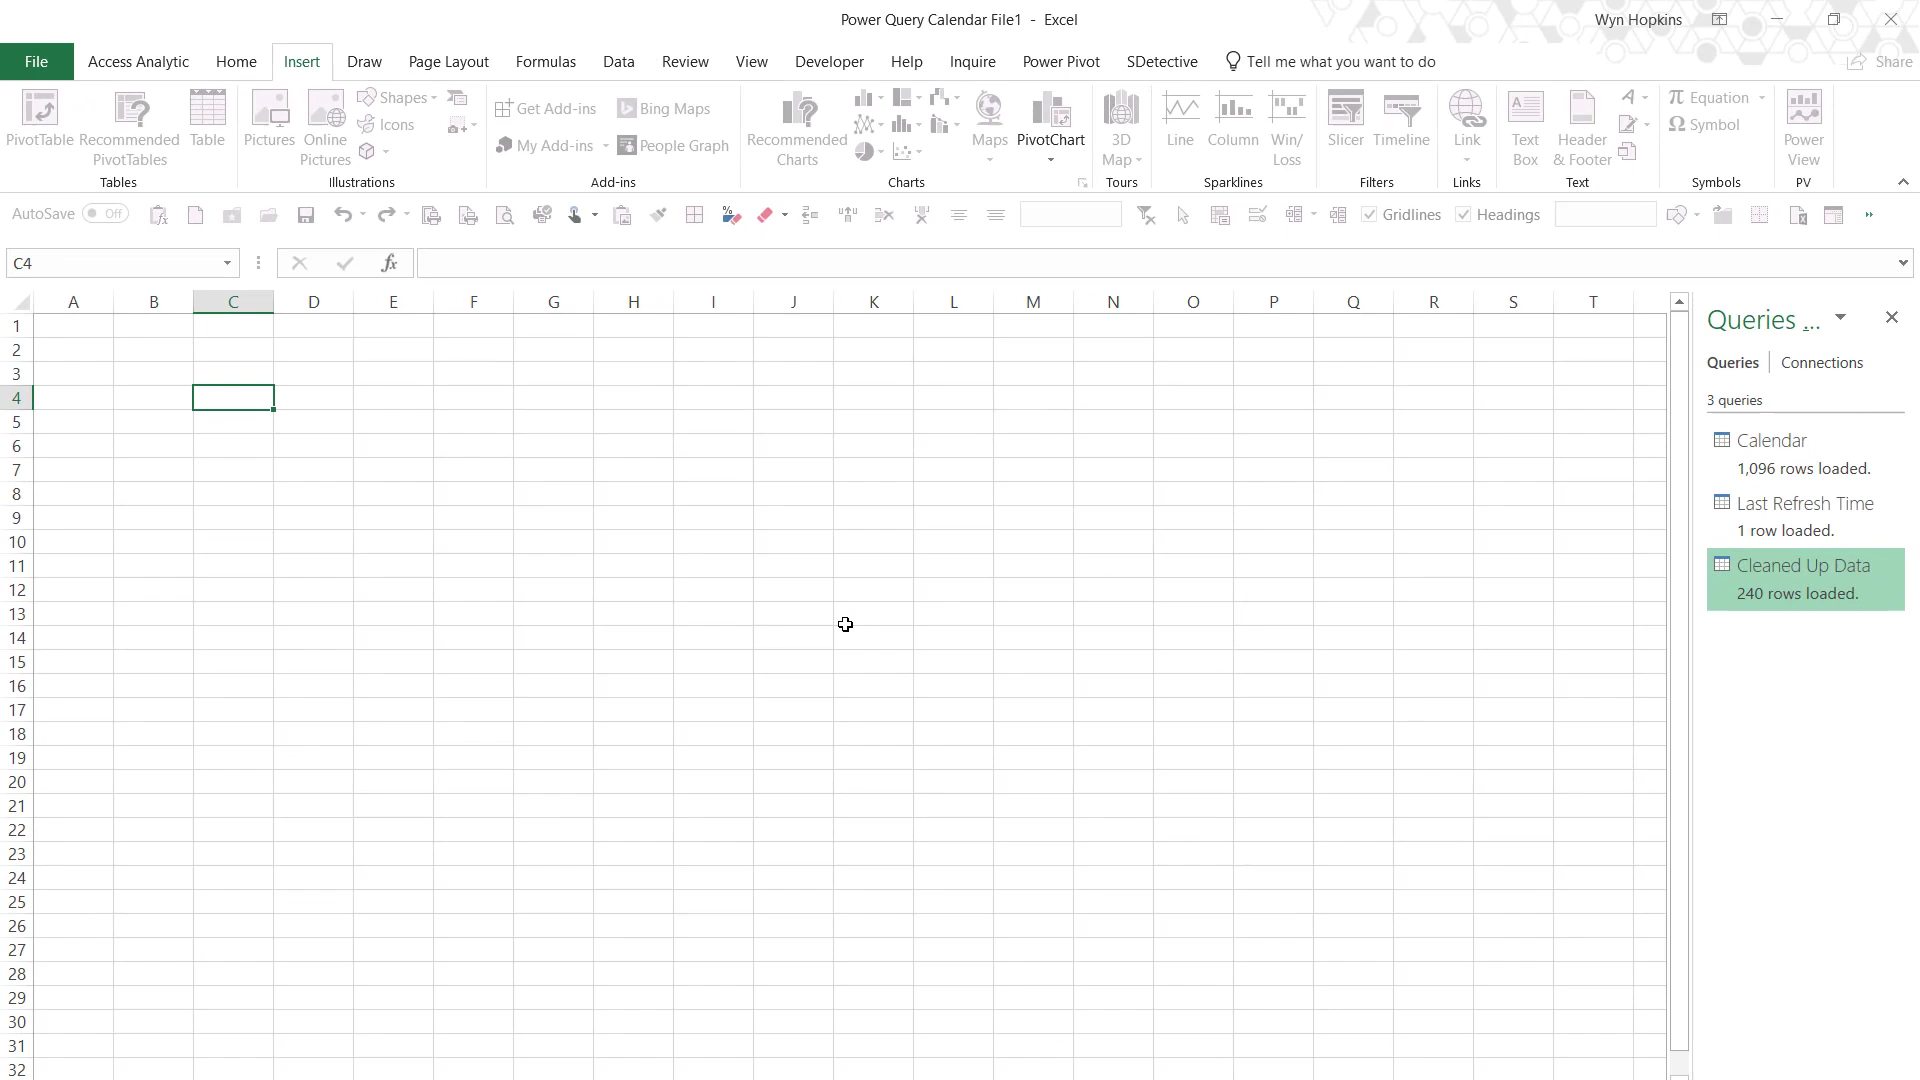 Power Query Calendar File1 - Excel
Wyn Hopkins
File Access Analytic Home Insert Draw Page Layout Formulas Data Review View Developer Help Inquire Power Pivot SDetective Tell me what you want to do Share
PivotTable
Recommended
PivotTables
Table
Tables
Pictures
Online
Pictures
Shapes
Icons
Illustrations
Get Add-ins
My Add-ins
Bing Maps
People Graph
Add-ins
Recommended
Charts
Maps
PivotChart
Charts
3D
Map
Tours
Line
Column
Win/
Loss
Sparklines
Slicer
Timeline
Filters
Link
Links
Text
Box
Header
& Footer
Text
Equation
Symbol
Symbols
Power
View
PV
AutoSave Off Gridlines Headings
C4 fx
A B C D E F G H I J K L M N O P Q R S T
1
2
3
4
5
6
7
8
9
10
11
12
13
14
15
16
17
18
19
20
21
22
23
24
25
26
27
28
29
30
31
32
Queries ...
Queries Connections
3 queries
Calendar
1,096 rows loaded.
Last Refresh Time
1 row loaded.
Cleaned Up Data
240 rows loaded.